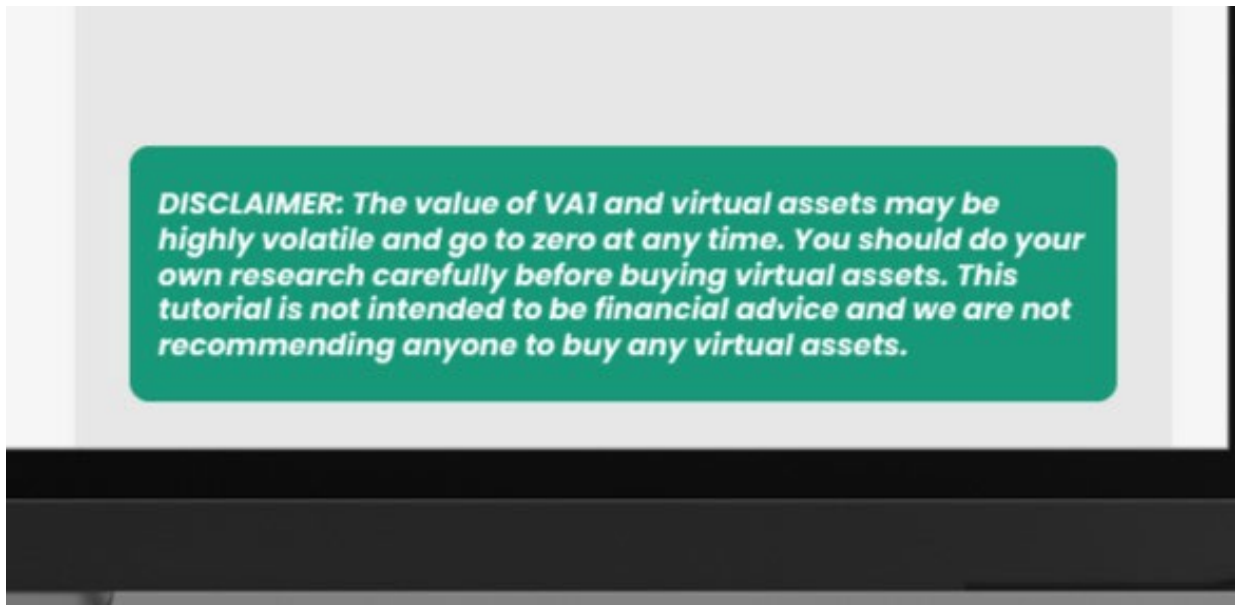 DISCLAIMER: The value of VA1 and virtual assets may be
highly volatile and go to zero at any time. You should do your
own research carefully before buying virtual assets. This
tutorial is not intended to be financial advice and we are not
recommending anyone to buy any virtual assets.